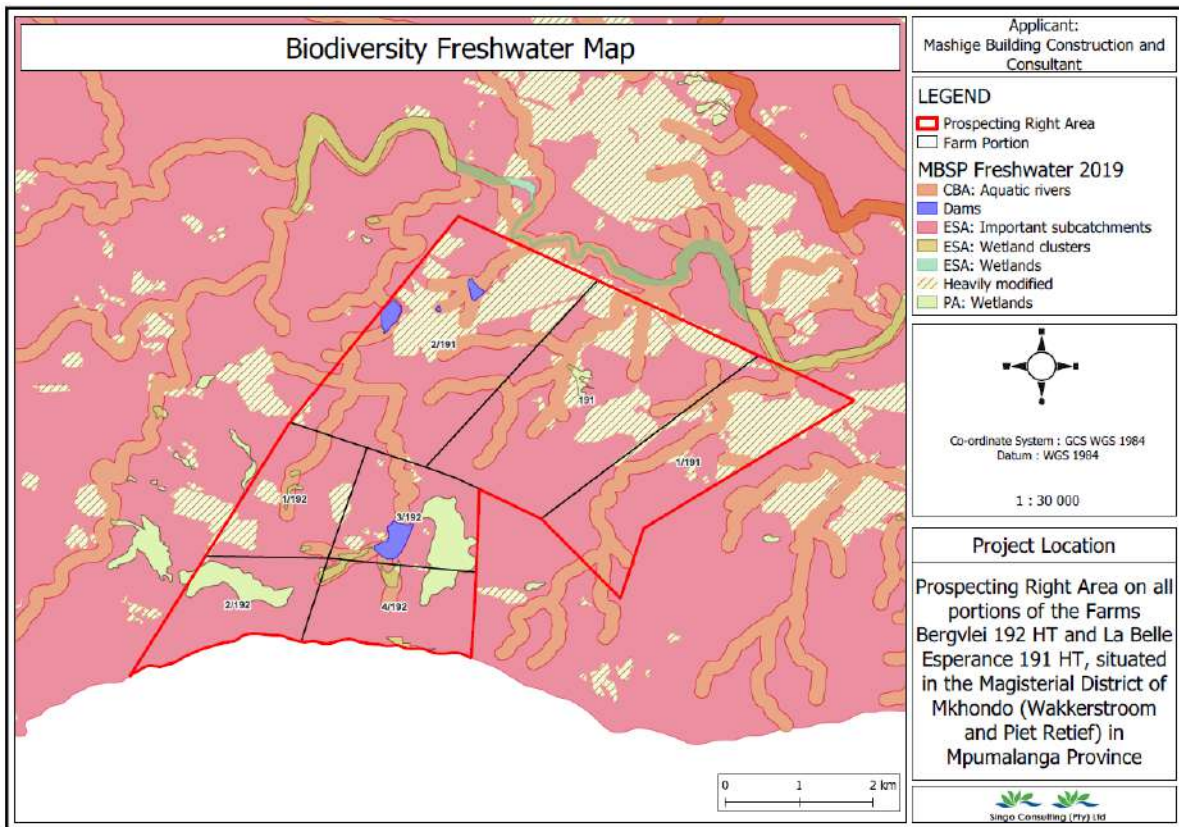 Biodiversity Freshwater Map
2/191
191
1/191
1/192
3/192
2/192
4/192
0 1 2 km
Applicant:
Mashige Building Construction and
Consultant
LEGEND
Prospecting Right Area
Farm Portion
MBSP Freshwater 2019
CBA: Aquatic rivers
Dams
ESA: Important subcatchments
ESA: Wetland clusters
ESA: Wetlands
Heavily modified
PA: Wetlands
Co-ordinate System : GCS WGS 1984
Datum : WGS 1984
1 : 30 000
Project Location
Prospecting Right Area on all
portions of the Farms
Bergvlei 192 HT and La Belle
Esperance 191 HT, situated
in the Magisterial District of
Mkhondo (Wakkerstroom
and Piet Retief) in
Mpumalanga Province
Singo Consulting (Pty) Ltd